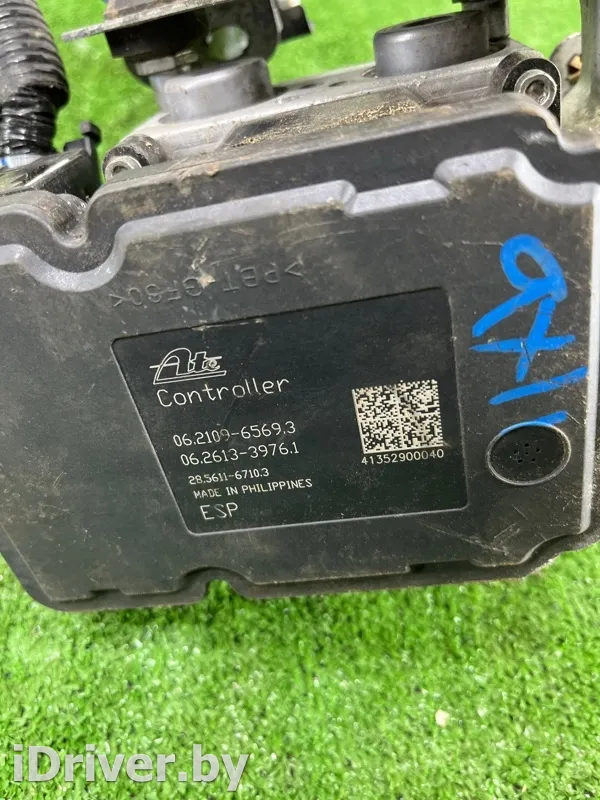 >PBT-GF30<
Ate
Controller
06.2109-6569.3
06.2613-3976.1
28.5611-6710.3
MADE IN PHILIPPINES
ESP
41352900040
iDriver.by